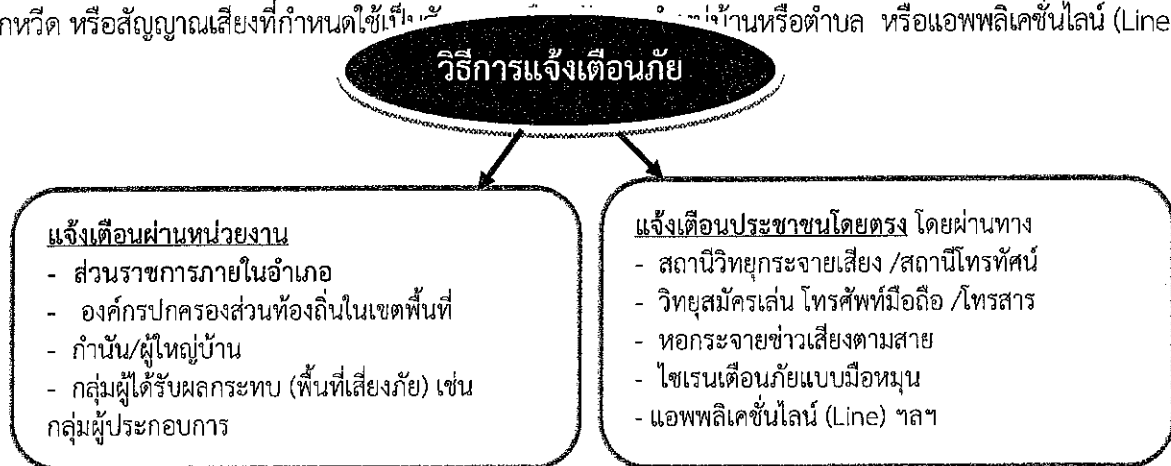 กหวีด หรือสัญญาณเสียงที่กำหนดใช้เป็นสั บ้านหรือตำบล หรือแอพพลิเคชั่นไลน์ (Line
วิธีการแจ้งเตือนภัย
แจ้งเตือนผ่านหน่วยงาน
- ส่วนราชการภายในอำเภอ
- องค์กรปกครองส่วนท้องถิ่นในเขตพื้นที่
- กำนัน/ผู้ใหญ่บ้าน
- กลุ่มผู้ได้รับผลกระทบ (พื้นที่เสี่ยงภัย) เช่น
กลุ่มผู้ประกอบการ
แจ้งเตือนประชาชนโดยตรง โดยผ่านทาง
- สถานีวิทยุกระจายเสียง /สถานีโทรทัศน์
- วิทยุสมัครเล่น โทรศัพท์มือถือ /โทรสาร
- หอกระจายข่าวเสียงตามสาย
- ไซเรนเตือนภัยแบบมือหมุน
- แอพพลิเคชั่นไลน์ (Line) ฯลฯ